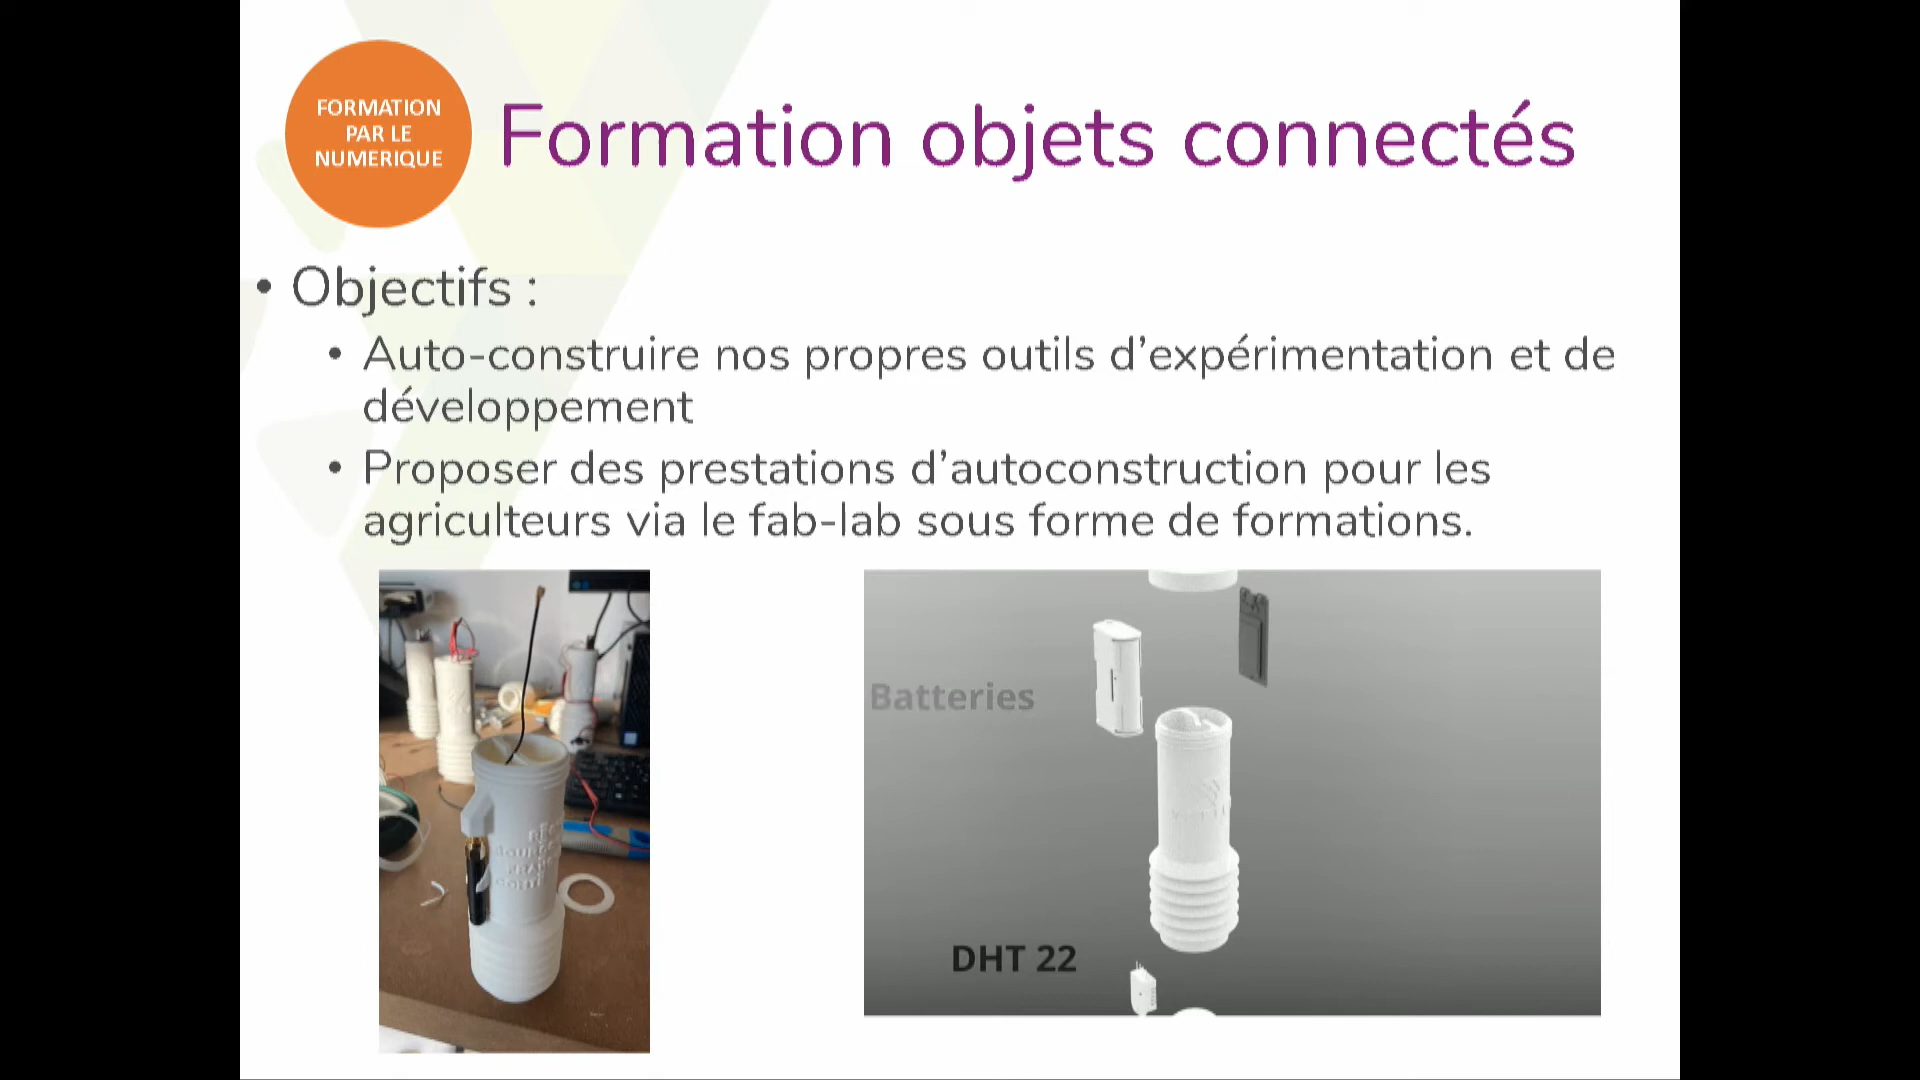 FORMATION
PAR LE
NUMERIQUE
Formation objets connectés
• Objectifs :
• Auto-construire nos propres outils d’expérimentation et de
développement
• Proposer des prestations d’autoconstruction pour les
agriculteurs via le fab-lab sous forme de formations.
Batteries
DHT 22